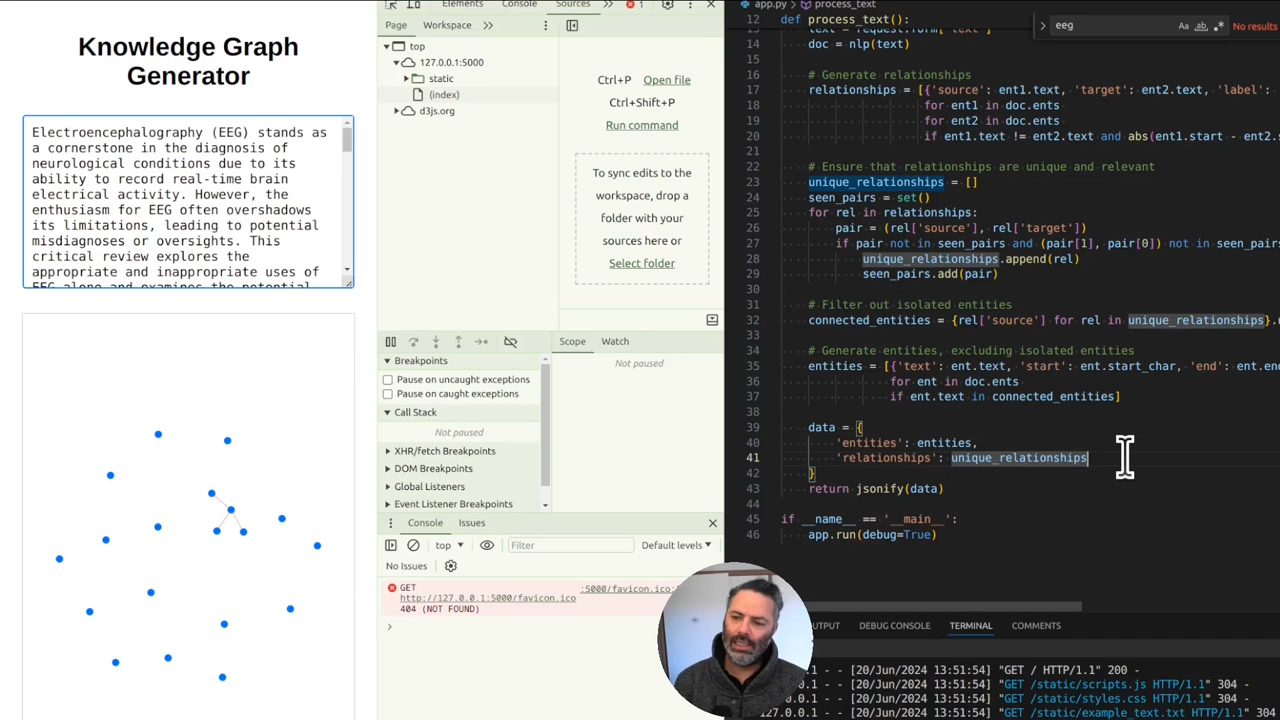 Knowledge Graph
Generator
Electroencephalography (EEG) stands as
a cornerstone in the diagnosis of
neurological conditions due to its
ability to record real-time brain
electrical activity. However, the
enthusiasm for EEG often overshadows
its limitations, leading to potential
misdiagnoses or oversights. This
critical review explores the
appropriate and inappropriate uses of
EEG alone and examines the potential
Elements Console Sources 1
Page Workspace
top
127.0.0.1:5000
static
(index)
d3js.org
Ctrl+P Open file
Ctrl+Shift+P
Run command
To sync edits to the
workspace, drop a
folder with your
sources here or
Select folder
Scope Watch
Not paused
Breakpoints
Pause on uncaught exceptions
Pause on caught exceptions
Call Stack
Not paused
XHR/fetch Breakpoints
DOM Breakpoints
Global Listeners
Event Listener Breakpoints
Console Issues
top Filter Default levels
No Issues
GET :5000/favicon.ico:
http://127.0.0.1:5000/favicon.ico
404 (NOT FOUND)
app.py > process_text
eeg Aa ab No results
12 def process_text():
text = request.form['text']
14 doc = nlp(text)
15
16 # Generate relationships
17 relationships = [{'source': ent1.text, 'target': ent2.text, 'label':
18 for ent1 in doc.ents
19 for ent2 in doc.ents
20 if ent1.text != ent2.text and abs(ent1.start - ent2.s
21
22 # Ensure that relationships are unique and relevant
23 unique_relationships = []
24 seen_pairs = set()
25 for rel in relationships:
26 pair = (rel['source'], rel['target'])
27 if pair not in seen_pairs and (pair[1], pair[0]) not in seen_pairs
28 unique_relationships.append(rel)
29 seen_pairs.add(pair)
30
31 # Filter out isolated entities
32 connected_entities = {rel['source'] for rel in unique_relationships}.
33
34 # Generate entities, excluding isolated entities
35 entities = [{'text': ent.text, 'start': ent.start_char, 'end': ent.en
36 for ent in doc.ents
37 if ent.text in connected_entities]
38
39 data = {
40 'entities': entities,
41 'relationships': unique_relationships
42 }
43 return jsonify(data)
44
45 if __name__ == '__main__':
46 app.run(debug=True)
UTPUT DEBUG CONSOLE TERMINAL COMMENTS
.1 - - [20/Jun/2024 13:51:54] "GET / HTTP/1.1" 200 -
.1 - - [20/Jun/2024 13:51:54] "GET /static/scripts.js HTTP/1.1" 304 -
.1 - - [20/Jun/2024 13:51:54] "GET /static/styles.css HTTP/1.1" 304 -
.1 - - [20/Jun/2024 13:51:54] "GET /static/example_text.txt HTTP/1.1" 304